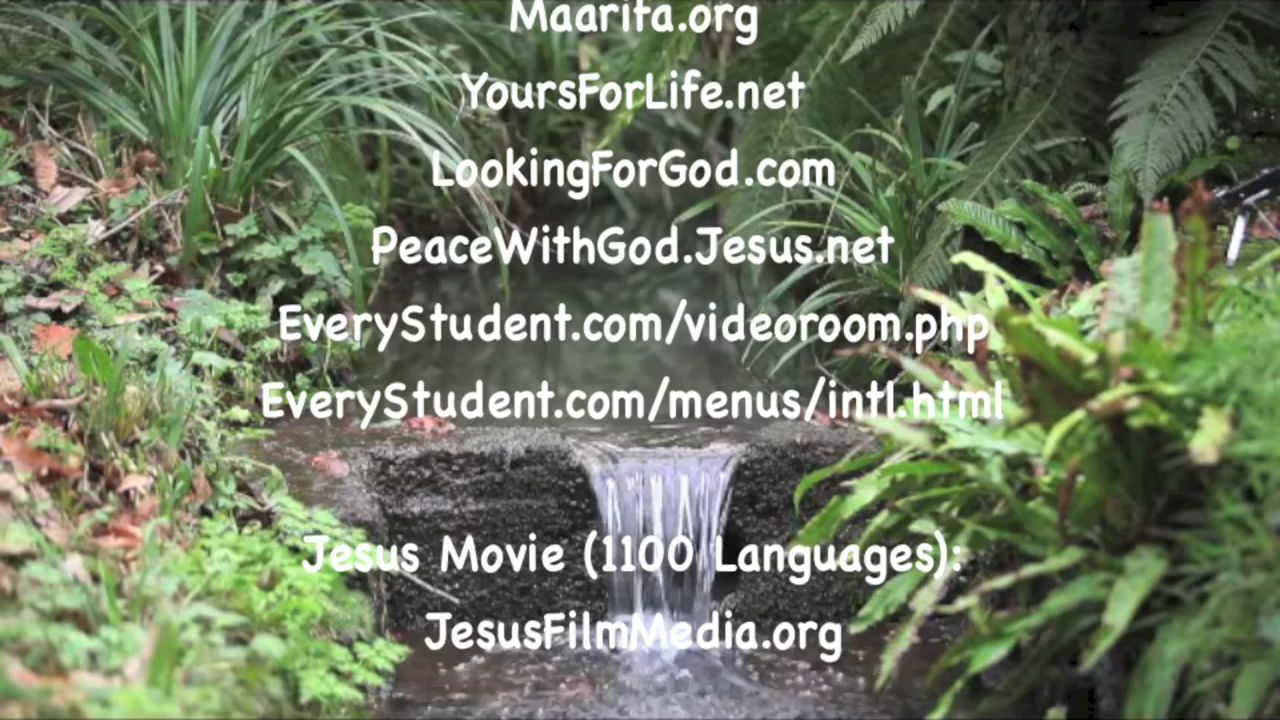 Maarifa.org
YoursForLife.net
LookingForGod.com
PeaceWithGod.Jesus.net
EveryStudent.com/videoroom.php
EveryStudent.com/menus/intl.html
Jesus Movie (1100 Languages):
JesusFilmMedia.org